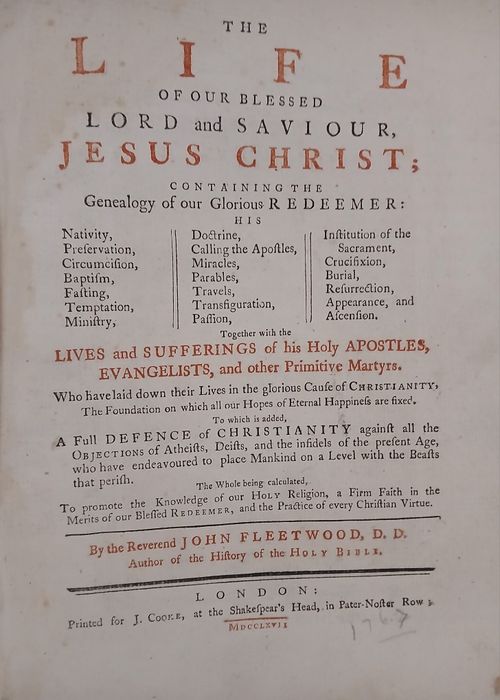 THE
LIFE
OF OUR BLESSED
LORD and SAVIOUR,
JESUS CHRIST;
CONTAINING THE
Genealogy of our Glorious REDEEMER:
HIS
Nativity,
Preſervation,
Circumciſion,
Baptiſm,
Faſting,
Temptation,
Miniſtry,
Doctrine,
Calling the Apoſtles,
Miracles,
Parables,
Travels,
Tranſfiguration,
Paſſion,
Inſtitution of the
Sacrament,
Crucifixion,
Burial,
Reſurrection,
Appearance, and
Aſcenſion.
Together with the
LIVES and SUFFERINGS of his Holy APOSTLES,
EVANGELISTS, and other Primitive Martyrs.
Who have laid down their Lives in the glorious Cauſe of CHRISTIANITY,
The Foundation on which all our Hopes of Eternal Happineſs are fixed.
To which is added,
A Full DEFENCE of CHRISTIANITY againſt all the
OBJECTIONS of Atheiſts, Deiſts, and the infidels of the preſent Age,
who have endeavoured to place Mankind on a Level with the Beaſts
that periſh.
The Whole being calculated,
To promote the Knowledge of our HOLY Religion, a Firm Faith in the
Merits of our Bleſſed REDEEMER, and the Practice of every Chriſtian Virtue.
By the Reverend JOHN FLEETWOOD, D. D.
Author of the Hiſtory of the HOLY BIBLE.
LONDON:
Printed for J. COOKE, at the Shakeſpear's Head, in Pater-Noſter Row;
MDCCLXVII
1767